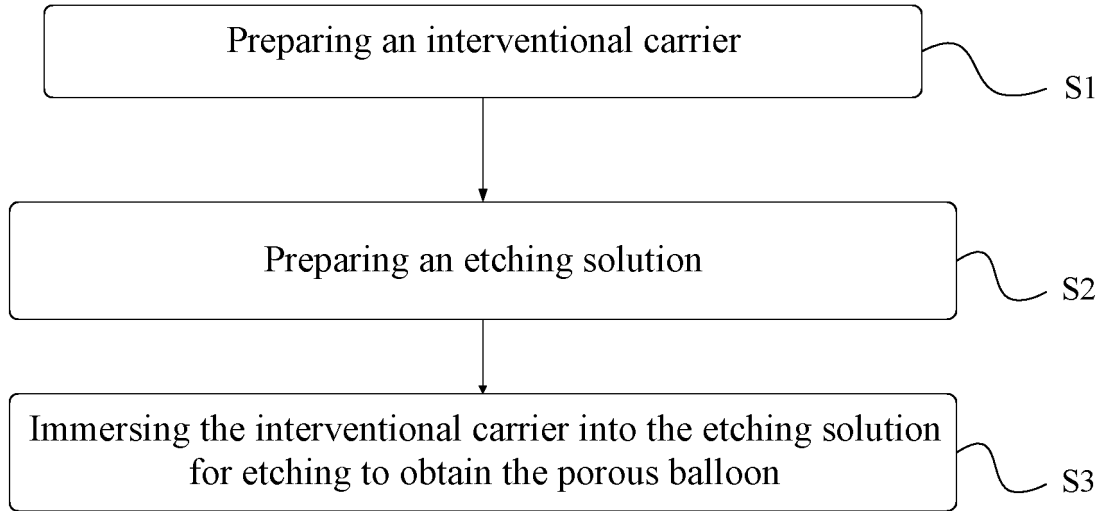 Preparing an interventional carrier
S1
Preparing an etching solution
S2
Immersing the interventional carrier into the etching solution
for etching to obtain the porous balloon
S3